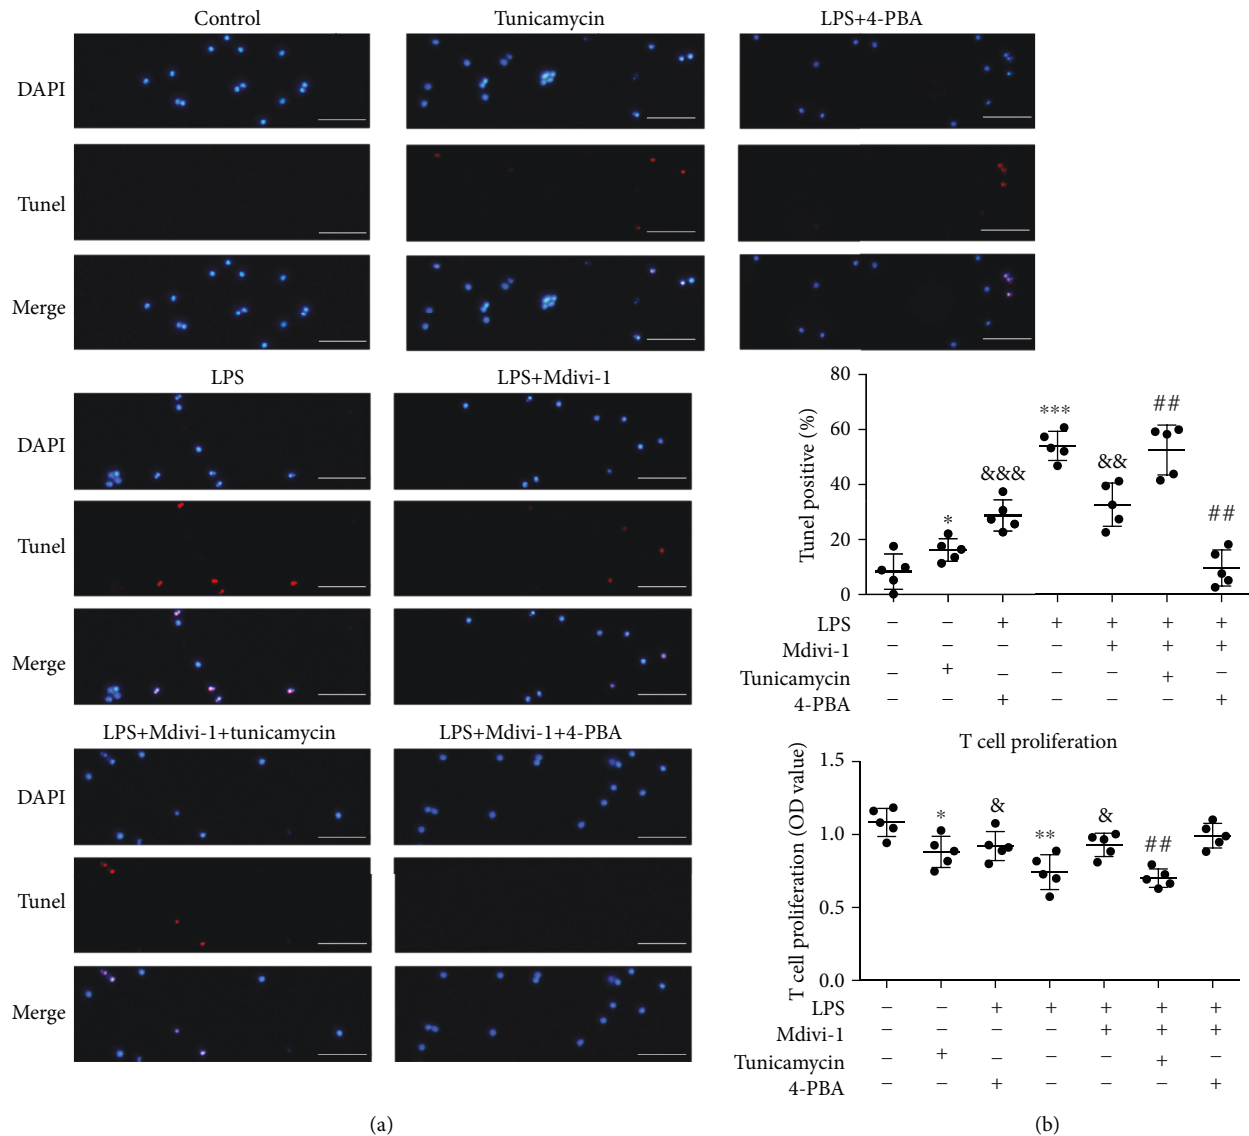 Control Tunicamycin LPS+4-PBA
DAPI
Tunel
Merge
LPS LPS+Mdivi-1
DAPI
Tunel
Merge
LPS+Mdivi-1+tunicamycin LPS+Mdivi-1+4-PBA
DAPI
Tunel
Merge
(a)
80
60
40
20
0
Tunel positive (%)
* &&& *** && ## ##
LPS − − + + + + +
Mdivi-1 − − − − + + +
Tunicamycin − + − − − + −
4-PBA − − + − − − +
T cell proliferation
1.5
1.0
0.5
0.0
T cell proliferation (OD value)
* & ** & ##
LPS − − + + + + +
Mdivi-1 − − − − + + +
Tunicamycin − + − − − + −
4-PBA − − + − − − +
(b)